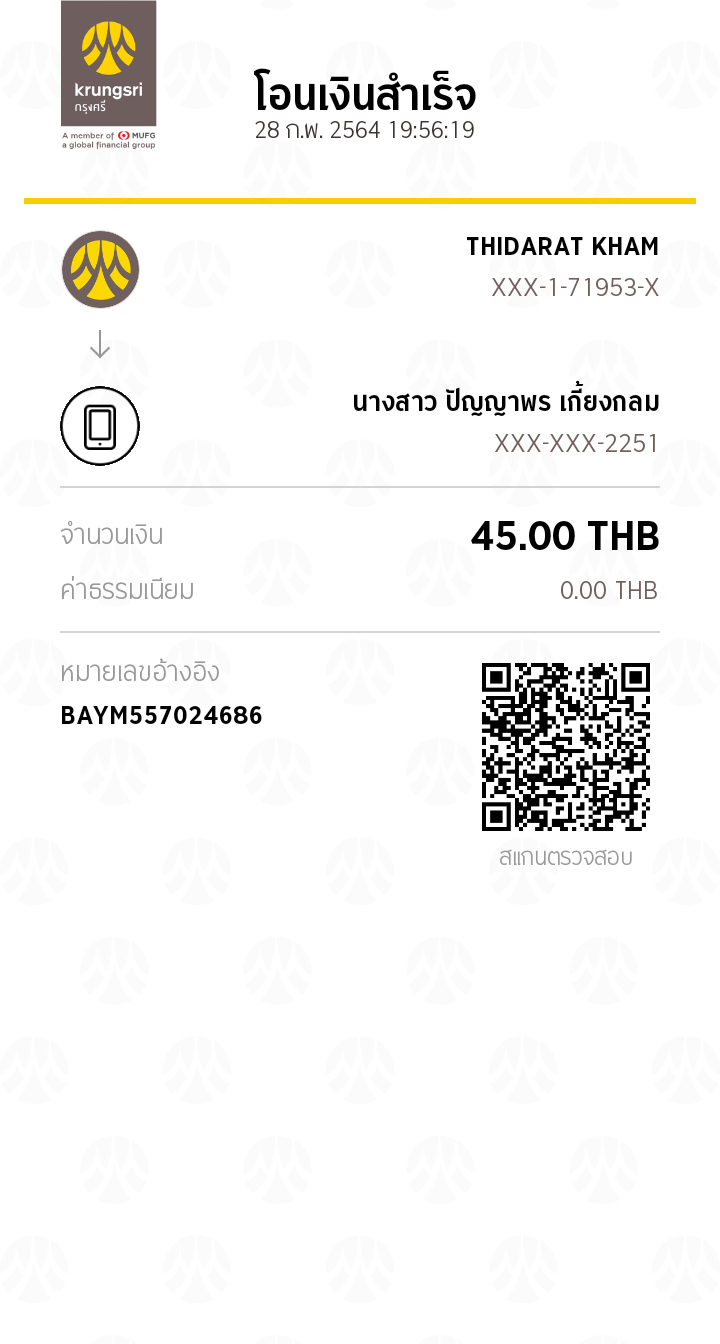 krungsri
กรุงศรี
A member of MUFG
a global financial group
โอนเงินสำเร็จ
28 ก.พ. 2564 19:56:19
THIDARAT KHAM
XXX-1-71953-X
นางสาว ปัญญาพร เกี้ยงกลม
XXX-XXX-2251
จำนวนเงิน 45.00 THB
ค่าธรรมเนียม 0.00 THB
หมายเลขอ้างอิง
BAYM557024686
สแกนตรวจสอบ